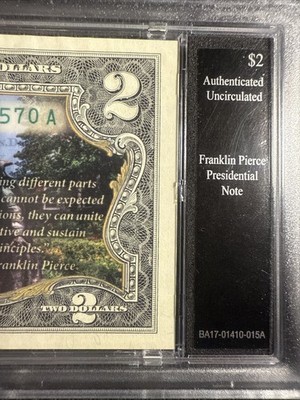 DOLLARS
2
570 A
ing different parts
cannot be expected
ions, they can unite
tive and sustain
inciples.
ranklin Pierce.
2
TWO DOLLARS
$2
Authenticated
Uncirculated
Franklin Pierce
Presidential
Note
BA17-01410-015A